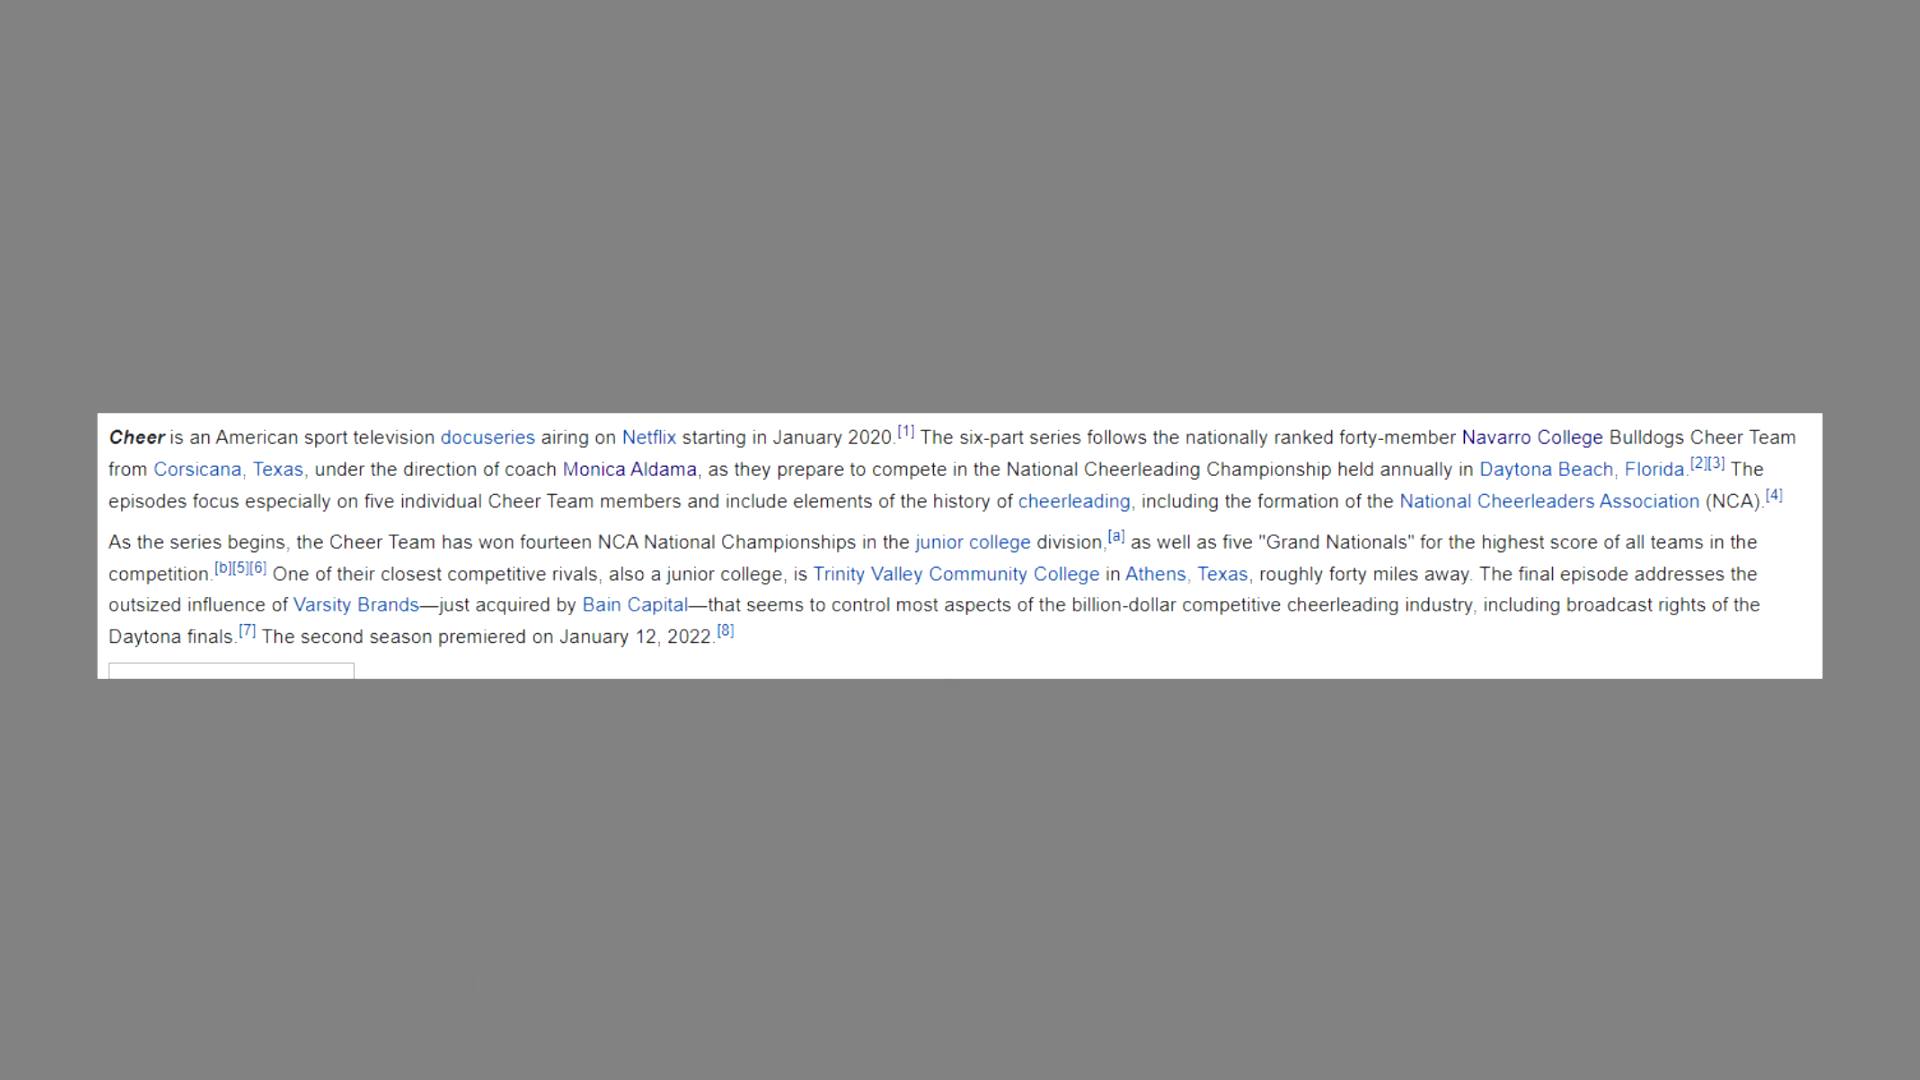 Cheer is an American sport television docuseries airing on Netflix starting in January 2020.[1] The six-part series follows the nationally ranked forty-member Navarro College Bulldogs Cheer Team
from Corsicana, Texas, under the direction of coach Monica Aldama, as they prepare to compete in the National Cheerleading Championship held annually in Daytona Beach, Florida.[2][3] The
episodes focus especially on five individual Cheer Team members and include elements of the history of cheerleading, including the formation of the National Cheerleaders Association (NCA).[4]
As the series begins, the Cheer Team has won fourteen NCA National Championships in the junior college division,[a] as well as five "Grand Nationals" for the highest score of all teams in the
competition.[b][5][6] One of their closest competitive rivals, also a junior college, is Trinity Valley Community College in Athens, Texas, roughly forty miles away. The final episode addresses the
outsized influence of Varsity Brands—just acquired by Bain Capital—that seems to control most aspects of the billion-dollar competitive cheerleading industry, including broadcast rights of the
Daytona finals.[7] The second season premiered on January 12, 2022.[8]